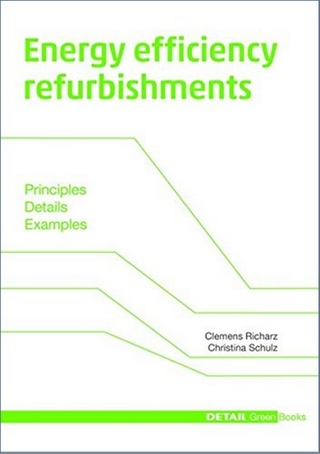 Energy efficiency
refurbishments
Principles
Details
Examples
Clemens Richarz
Christina Schulz
DETAIL Green Books